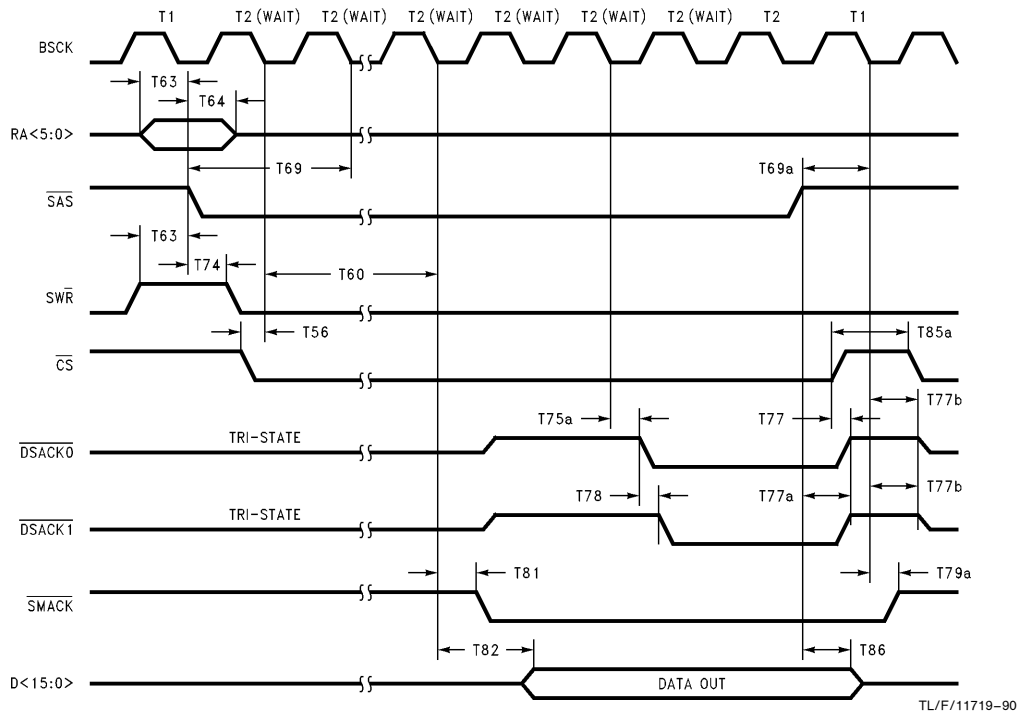 T1 T2 (WAIT) T2 (WAIT) T2 (WAIT) T2 (WAIT) T2 (WAIT) T2 (WAIT) T2 T1
BSCK
T63
T64
RA<5:0>
T69 T69a
SAS
T63
T74
T60
SWR
T56 T85a
CS
T77b
T75a T77
TRI-STATE
DSACK0
T77b
T78 T77a
TRI-STATE
DSACK1
T81 T79a
SMACK
T82 T86
D<15:0> DATA OUT
TL/F/11719-90